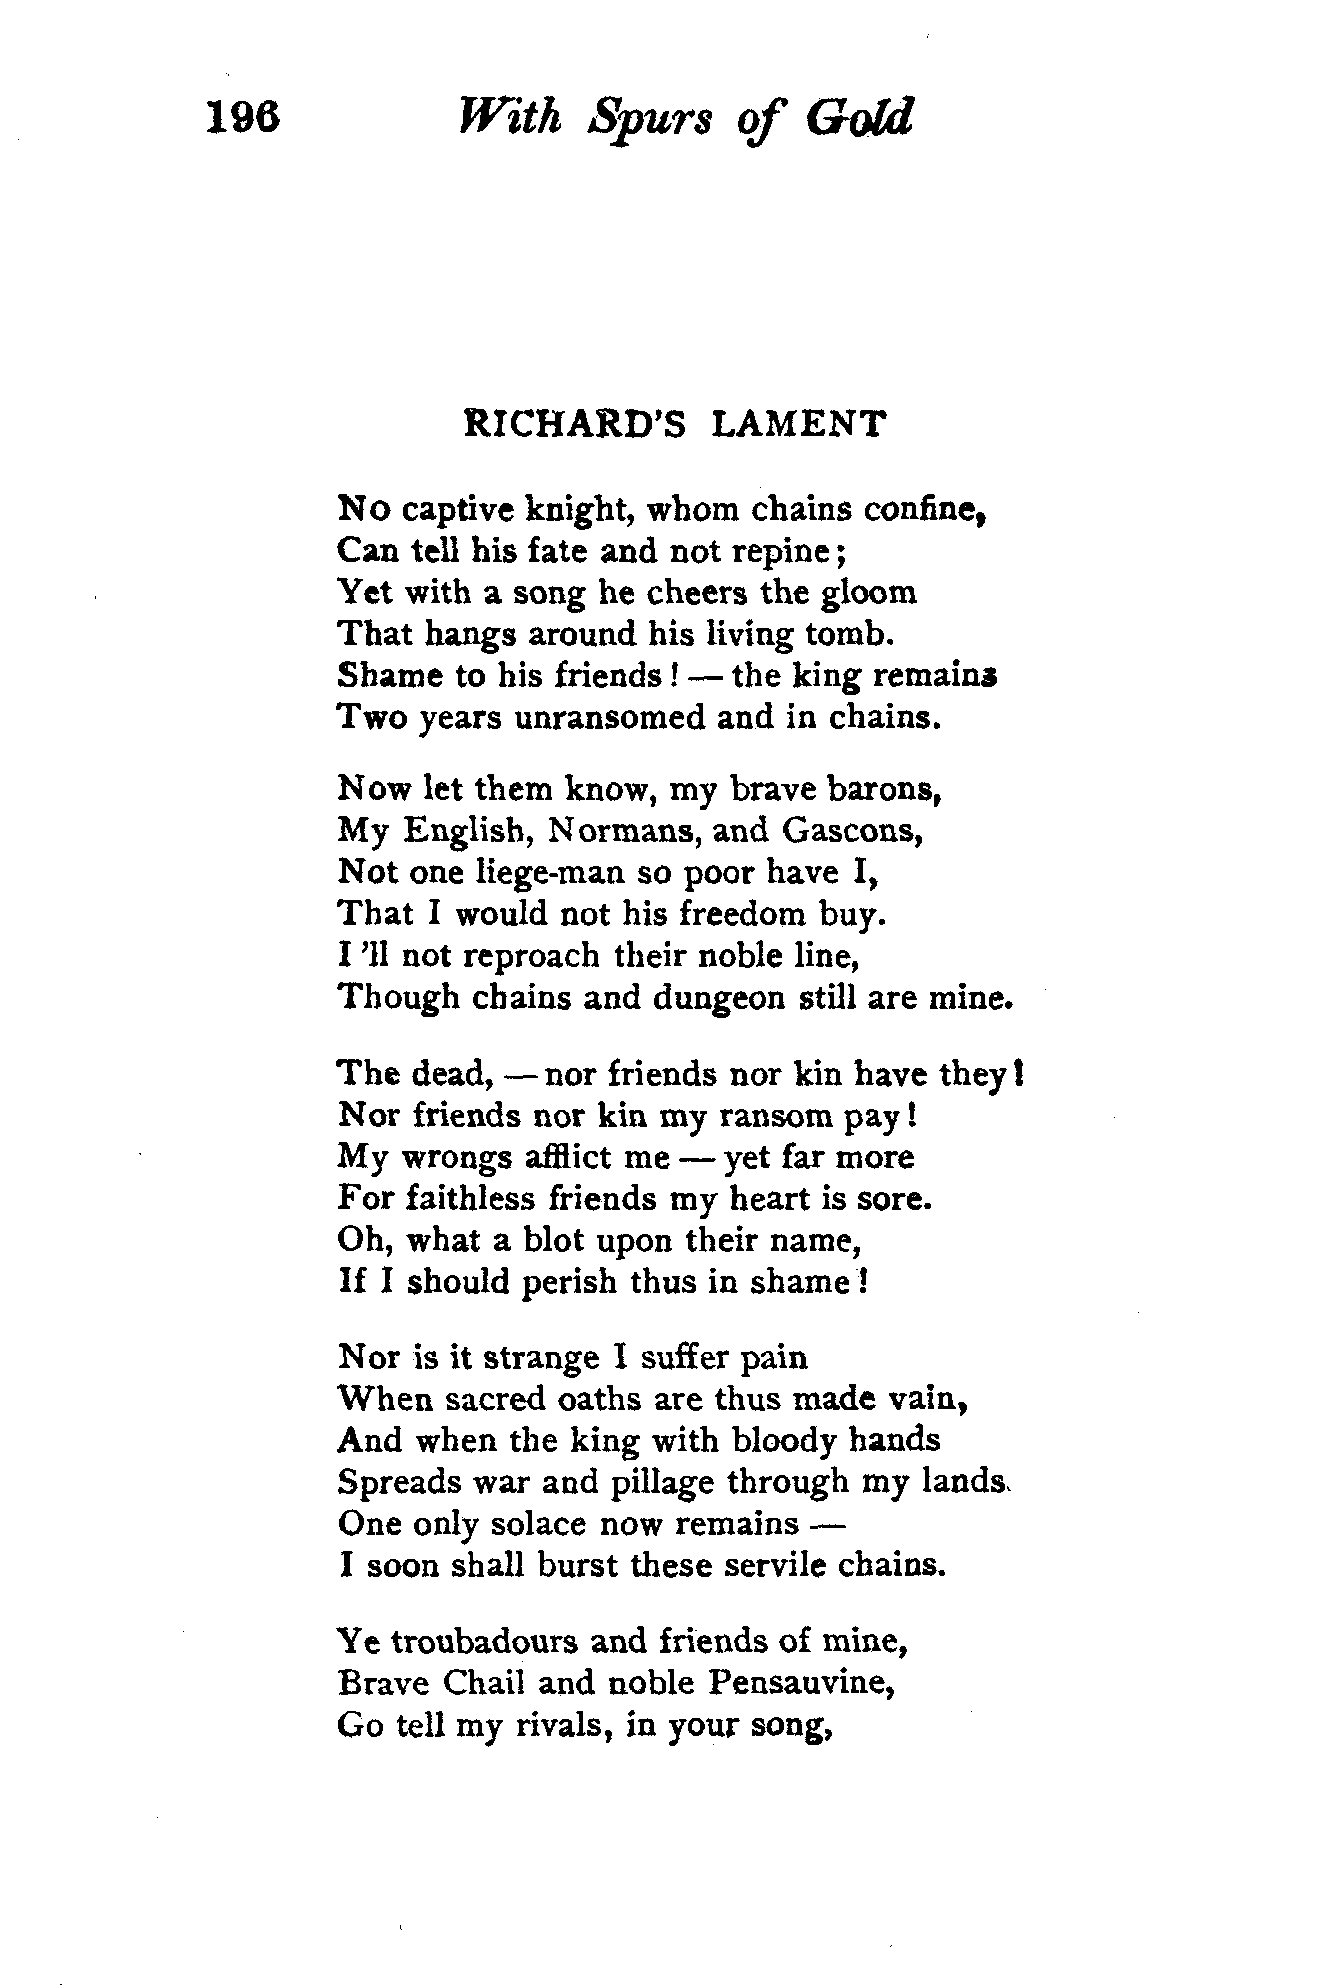 196 With Spurs of Gold
RICHARD'S LAMENT
No captive knight, whom chains confine,
Can tell his fate and not repine;
Yet with a song he cheers the gloom
That hangs around his living tomb.
Shame to his friends! — the king remains
Two years unransomed and in chains.
Now let them know, my brave barons,
My English, Normans, and Gascons,
Not one liege-man so poor have I,
That I would not his freedom buy.
I 'll not reproach their noble line,
Though chains and dungeon still are mine.
The dead, — nor friends nor kin have they!
Nor friends nor kin my ransom pay!
My wrongs afflict me — yet far more
For faithless friends my heart is sore.
Oh, what a blot upon their name,
If I should perish thus in shame!
Nor is it strange I suffer pain
When sacred oaths are thus made vain,
And when the king with bloody hands
Spreads war and pillage through my lands.
One only solace now remains —
I soon shall burst these servile chains.
Ye troubadours and friends of mine,
Brave Chail and noble Pensauvine,
Go tell my rivals, in your song,